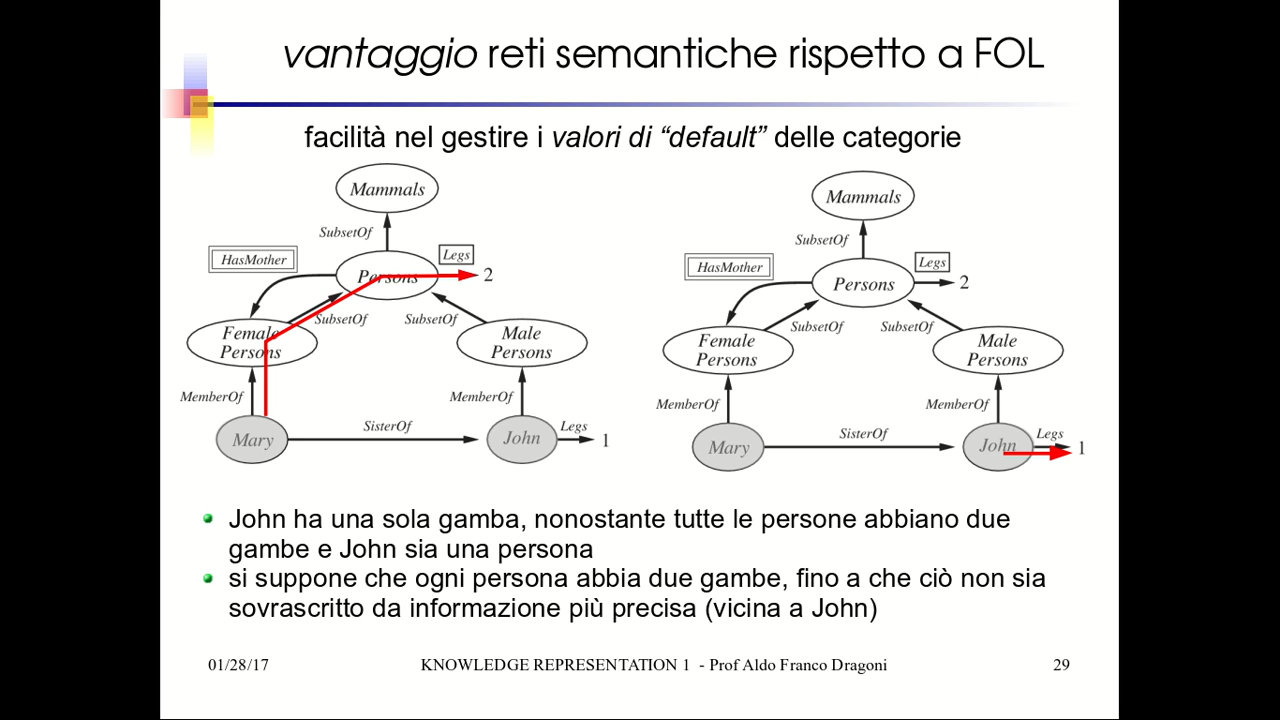 vantaggio reti semantiche rispetto a FOL
facilità nel gestire i valori di “default” delle categorie
Mammals
SubsetOf
HasMother
Persons
Legs
2
SubsetOf
SubsetOf
Female
Persons
Male
Persons
MemberOf
MemberOf
Mary
SisterOf
John
Legs
1
Mammals
SubsetOf
HasMother
Persons
Legs
2
SubsetOf
SubsetOf
Female
Persons
Male
Persons
MemberOf
MemberOf
Mary
SisterOf
John
Legs
1
John ha una sola gamba, nonostante tutte le persone abbiano due
gambe e John sia una persona
si suppone che ogni persona abbia due gambe, fino a che ciò non sia
sovrascritto da informazione più precisa (vicina a John)
01/28/17 KNOWLEDGE REPRESENTATION 1 - Prof Aldo Franco Dragoni 29